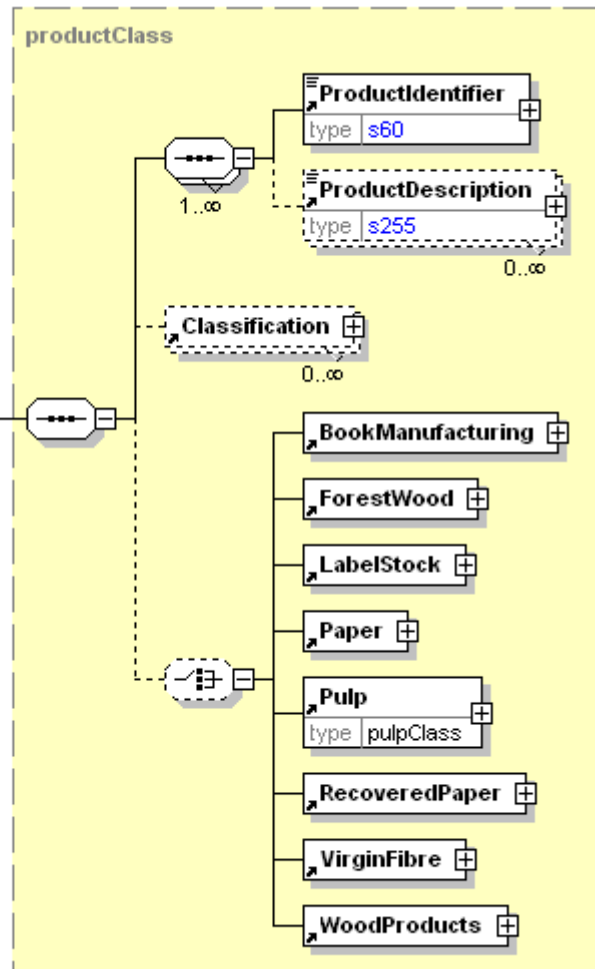 productClass
ProductIdentifier
type s60
ProductDescription
type s255
1..∞
0..∞
Classification
0..∞
BookManufacturing
ForestWood
LabelStock
Paper
Pulp
type pulpClass
RecoveredPaper
VirginFibre
WoodProducts